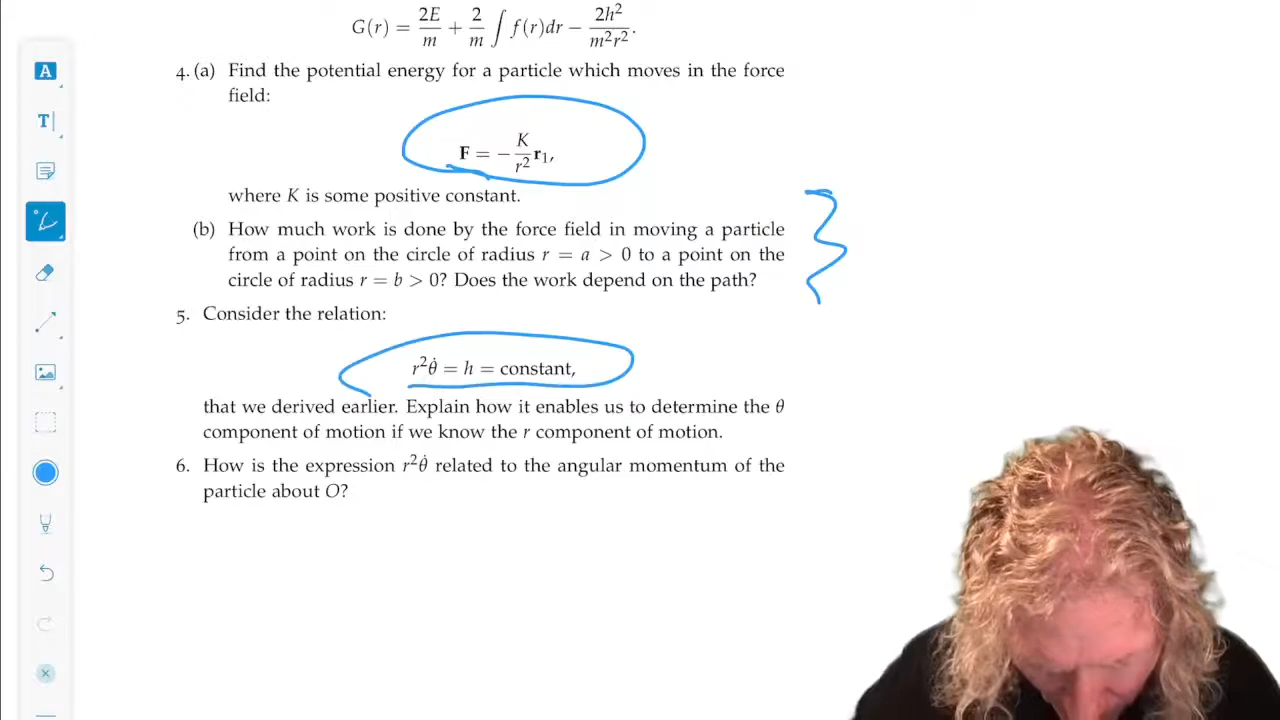 G(r) = 2E/m + 2/m ∫ f(r)dr − 2h²/m²r².
4. (a) Find the potential energy for a particle which moves in the force
field:
F = − K/r² r₁,
where K is some positive constant.
(b) How much work is done by the force field in moving a particle
from a point on the circle of radius r = a > 0 to a point on the
circle of radius r = b > 0? Does the work depend on the path?
5. Consider the relation:
r²θ̇ = h = constant,
that we derived earlier. Explain how it enables us to determine the θ
component of motion if we know the r component of motion.
6. How is the expression r²θ̇ related to the angular momentum of the
particle about O?
A
T